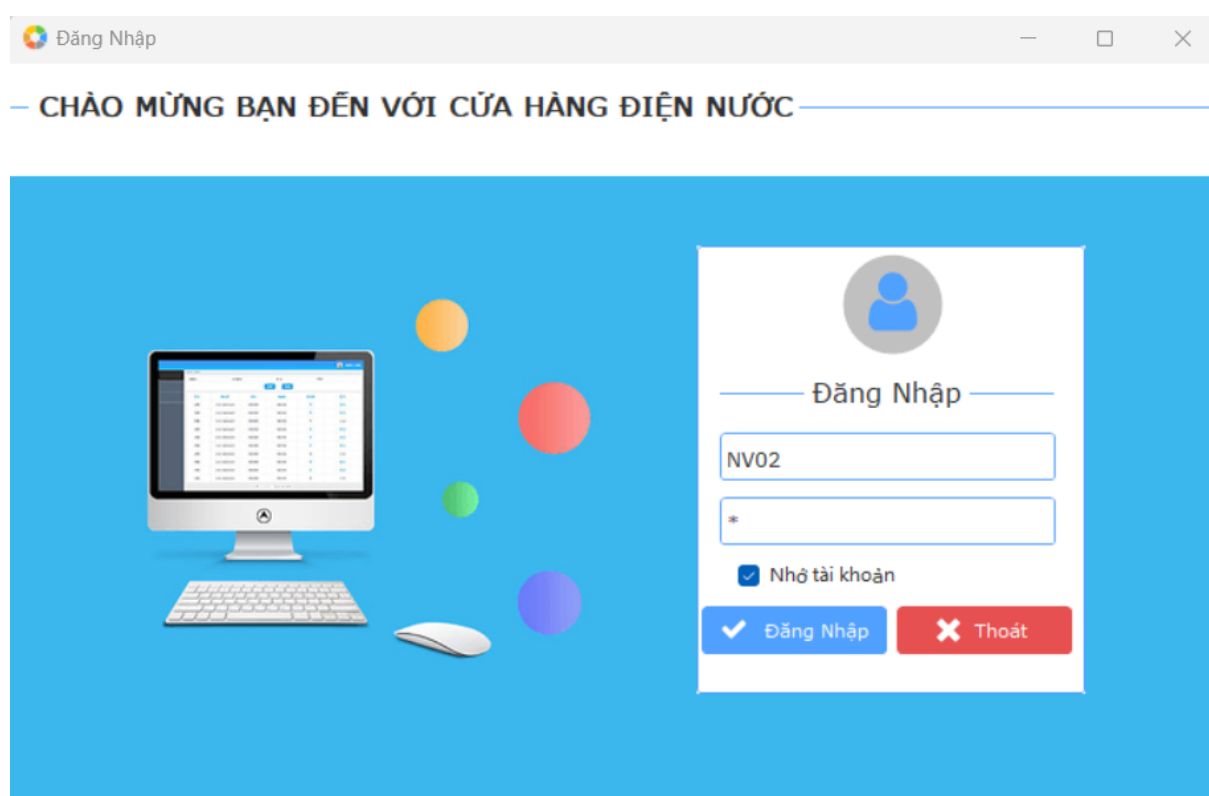 Đăng Nhập
CHÀO MỪNG BẠN ĐẾN VỚI CỬA HÀNG ĐIỆN NƯỚC
Đăng Nhập
NV02
*
Nhớ tài khoản
Đăng Nhập
Thoát